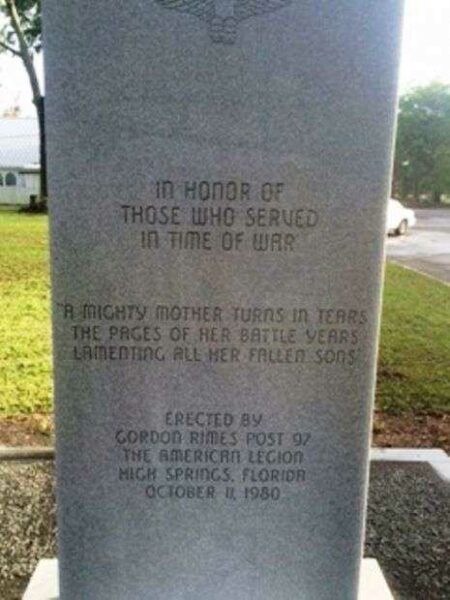 IN HONOR OF
THOSE WHO SERVED
IN TIME OF WAR
"A MIGHTY MOTHER TURNS IN TEARS
THE PAGES OF HER BATTLE YEARS
LAMENTING ALL HER FALLEN SONS"
ERECTED BY
GORDON RIMES POST 97
THE AMERICAN LEGION
HIGH SPRINGS, FLORIDA
OCTOBER 11, 1980